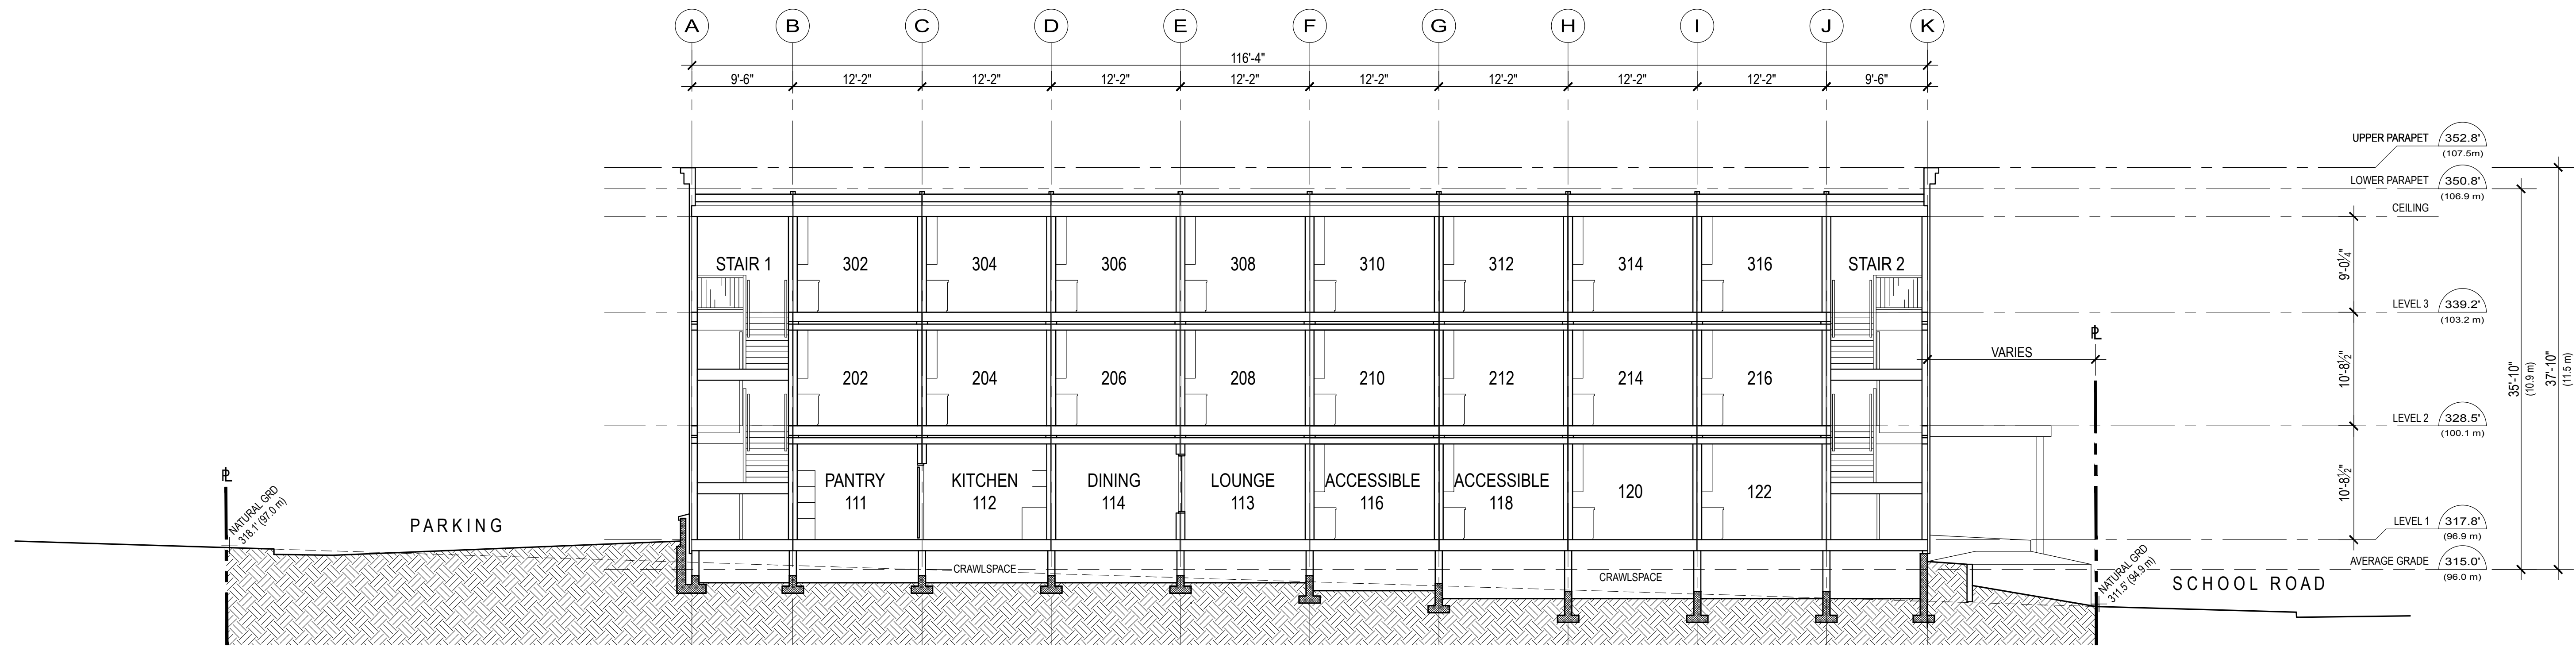 A B C D E F G H I J K
116'-4"
9'-6" 12'-2" 12'-2" 12'-2" 12'-2" 12'-2" 12'-2" 12'-2" 12'-2" 9'-6"
UPPER PARAPET 352.8'
(107.5m)
LOWER PARAPET 350.8'
(106.9 m)
CEILING
STAIR 1 302 304 306 308 310 312 314 316 STAIR 2
9'-0¼"
LEVEL 3 339.2'
(103.2 m)
PL
VARIES
202 204 206 208 210 212 214 216
10'-8½"
35'-10"
(10.9 m)
37'-10"
(11.5 m)
LEVEL 2 328.5'
(100.1 m)
PL
NATURAL GRD
318.1' (97.0 m)
PARKING
PANTRY
111
KITCHEN
112
DINING
114
LOUNGE
113
ACCESSIBLE
116
ACCESSIBLE
118
120
122
10'-8½"
LEVEL 1 317.8'
(96.9 m)
CRAWLSPACE
CRAWLSPACE
AVERAGE GRADE 315.0'
(96.0 m)
NATURAL GRD
311.5' (94.9 m)
SCHOOL ROAD